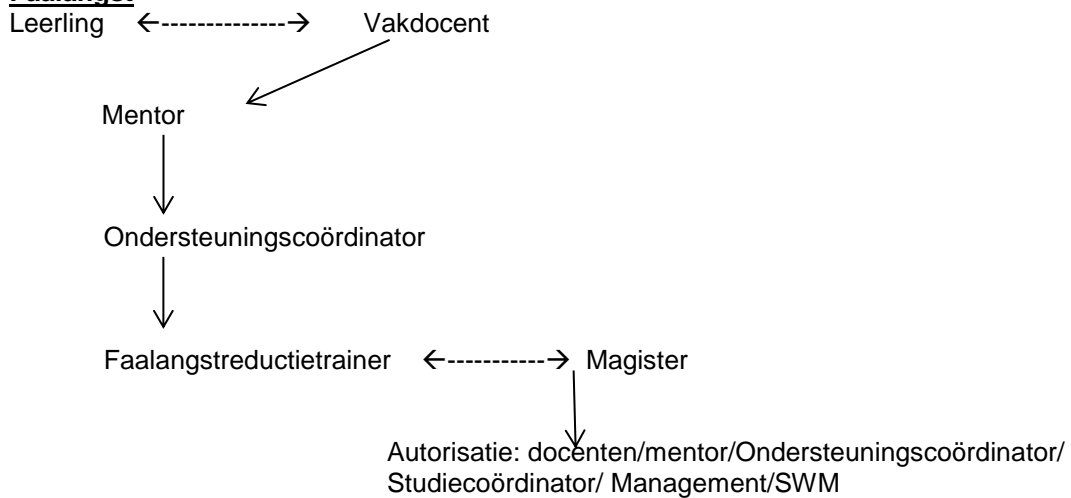 Faalangst
Leerling <--------------> Vakdocent
Mentor
Ondersteuningscoördinator
Faalangstreductietrainer <-----------> Magister
Autorisatie: docenten/mentor/Ondersteuningscoördinator/
Studiecoördinator/ Management/SWM